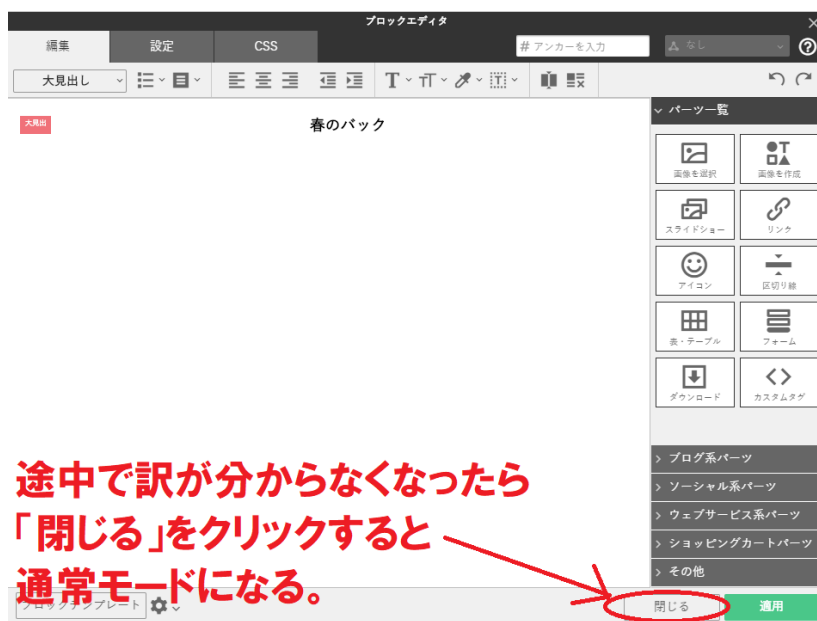 ブロックエディタ
編集 設定 CSS # アンカーを入力 なし
大見出し
パーツ一覧
大見出
春のバック
画像を選択 画像を作成
スライドショー リンク
アイコン 区切り線
表・テーブル フォーム
ダウンロード カスタムタグ
ブログ系パーツ
ソーシャル系パーツ
ウェブサービス系パーツ
ショッピングカートパーツ
その他
途中で訳が分からなくなったら
「閉じる」をクリックすると
通常モードになる。
ブロックテンプレート 閉じる 適用